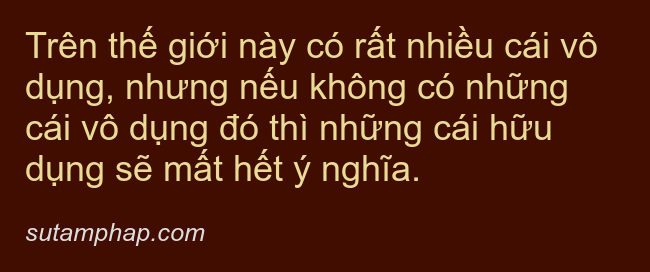 Trên thế giới này có rất nhiều cái vô
dụng, nhưng nếu không có những
cái vô dụng đó thì những cái hữu
dụng sẽ mất hết ý nghĩa.
sutamphap.com